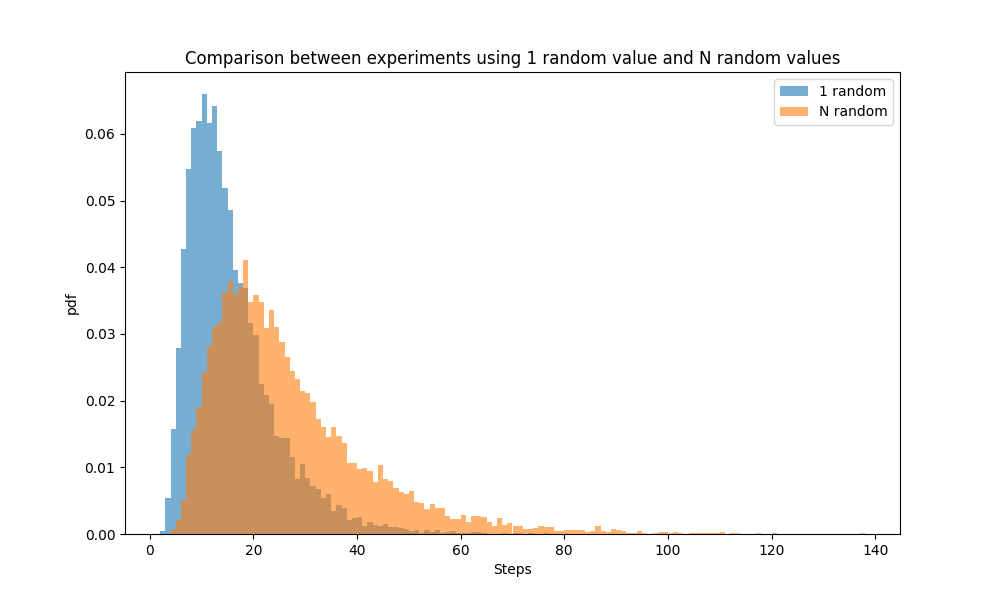 Comparison between experiments using 1 random value and N random values
1 random
N random
0.06
0.05
0.04
0.03
0.02
0.01
0.00
pdf
0 20 40 60 80 100 120 140
Steps